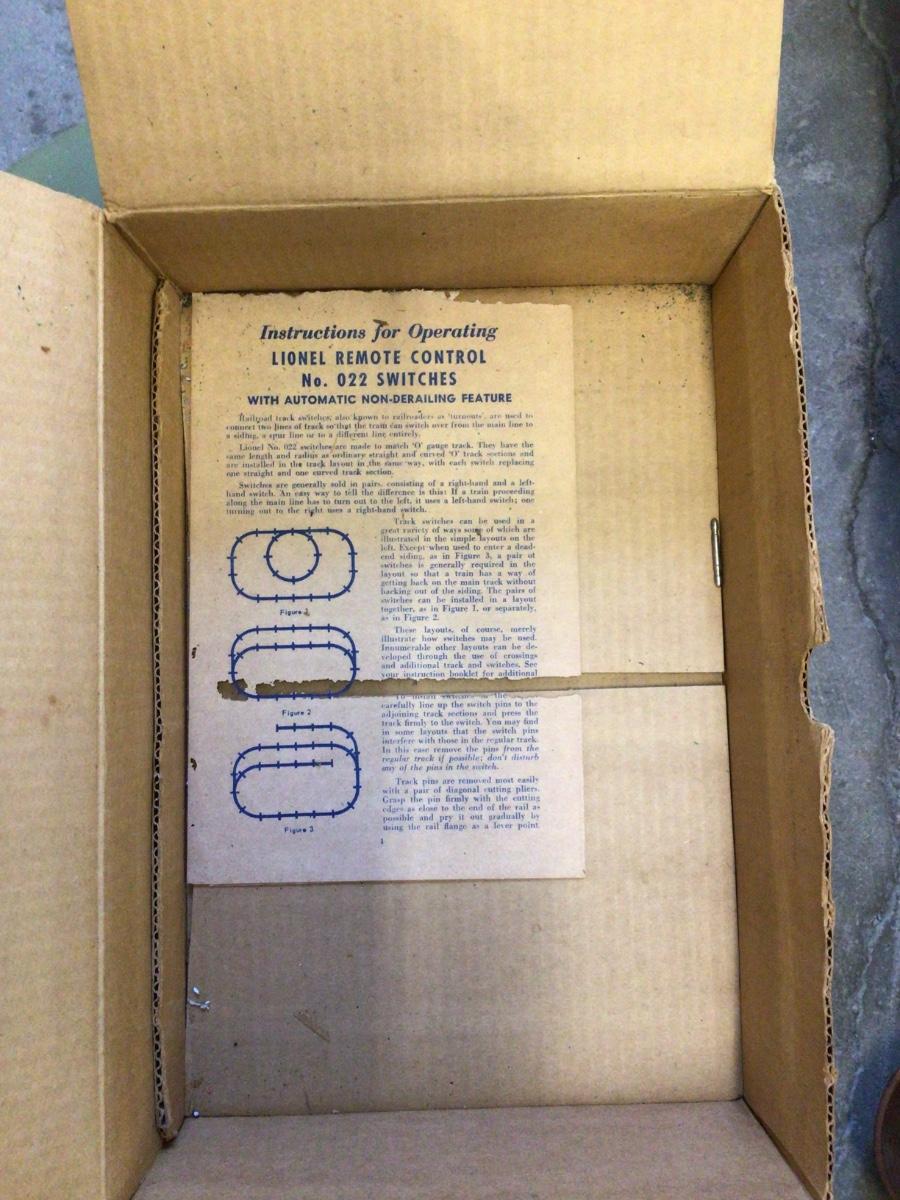 Instructions for Operating
LIONEL REMOTE CONTROL
No. 022 SWITCHES
WITH AUTOMATIC NON-DERAILING FEATURE
Railroad track switches, also known to railroaders as 'turnouts', are used to
connect two lines of track so that the train can switch over from the main line to
a siding, a spur line or to a different line entirely.
Lionel No. 022 switches are made to match 'O' gauge track. They have the
same length and radius as ordinary straight and curved 'O' track sections and
are installed in the track layout in the same way, with each switch replacing
one straight and one curved track section.
Switches are generally sold in pairs, consisting of a right-hand and a left-
hand switch. An easy way to tell the difference is this: If a train proceeding
along the main line has to turn out to the left, it uses a left-hand switch; one
turning out to the right uses a right-hand switch.
Track switches can be used in a
great variety of ways some of which are
illustrated in the simple layouts on the
left. Except when used to enter a dead-
end siding, as in Figure 3, a pair of
switches is generally required in the
layout so that a train has a way of
getting back on the main track without
backing out of the siding. The pairs of
switches can be installed in a layout
together, as in Figure 1, or separately,
as in Figure 2.
These layouts, of course, merely
illustrate how switches may be used.
Innumerable other layouts can be de-
veloped through the use of crossings
and additional track and switches. See
your instruction booklet for additional
To install switches in the
carefully line up the switch pins to the
adjoining track sections and press the
track firmly to the switch. You may find
in some layouts that the switch pins
interfere with those in the regular track.
In this case remove the pins from the
regular track if possible; don't disturb
any of the pins in the switch.
Track pins are removed most easily
with a pair of diagonal cutting pliers.
Grasp the pin firmly with the cutting
edges as close to the end of the rail as
possible and pry it out gradually by
using the rail flange as a lever point.
Figure 1
Figure 2
Figure 3
1